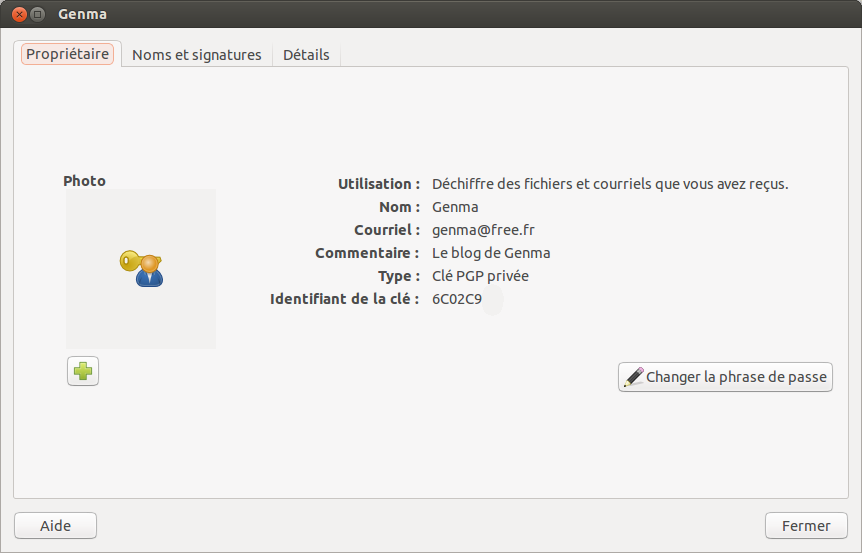 Genma
Propriétaire Noms et signatures Détails
Photo
Utilisation : Déchiffre des fichiers et courriels que vous avez reçus.
Nom : Genma
Courriel : genma@free.fr
Commentaire : Le blog de Genma
Type : Clé PGP privée
Identifiant de la clé : 6C02C9
Changer la phrase de passe
Aide Fermer